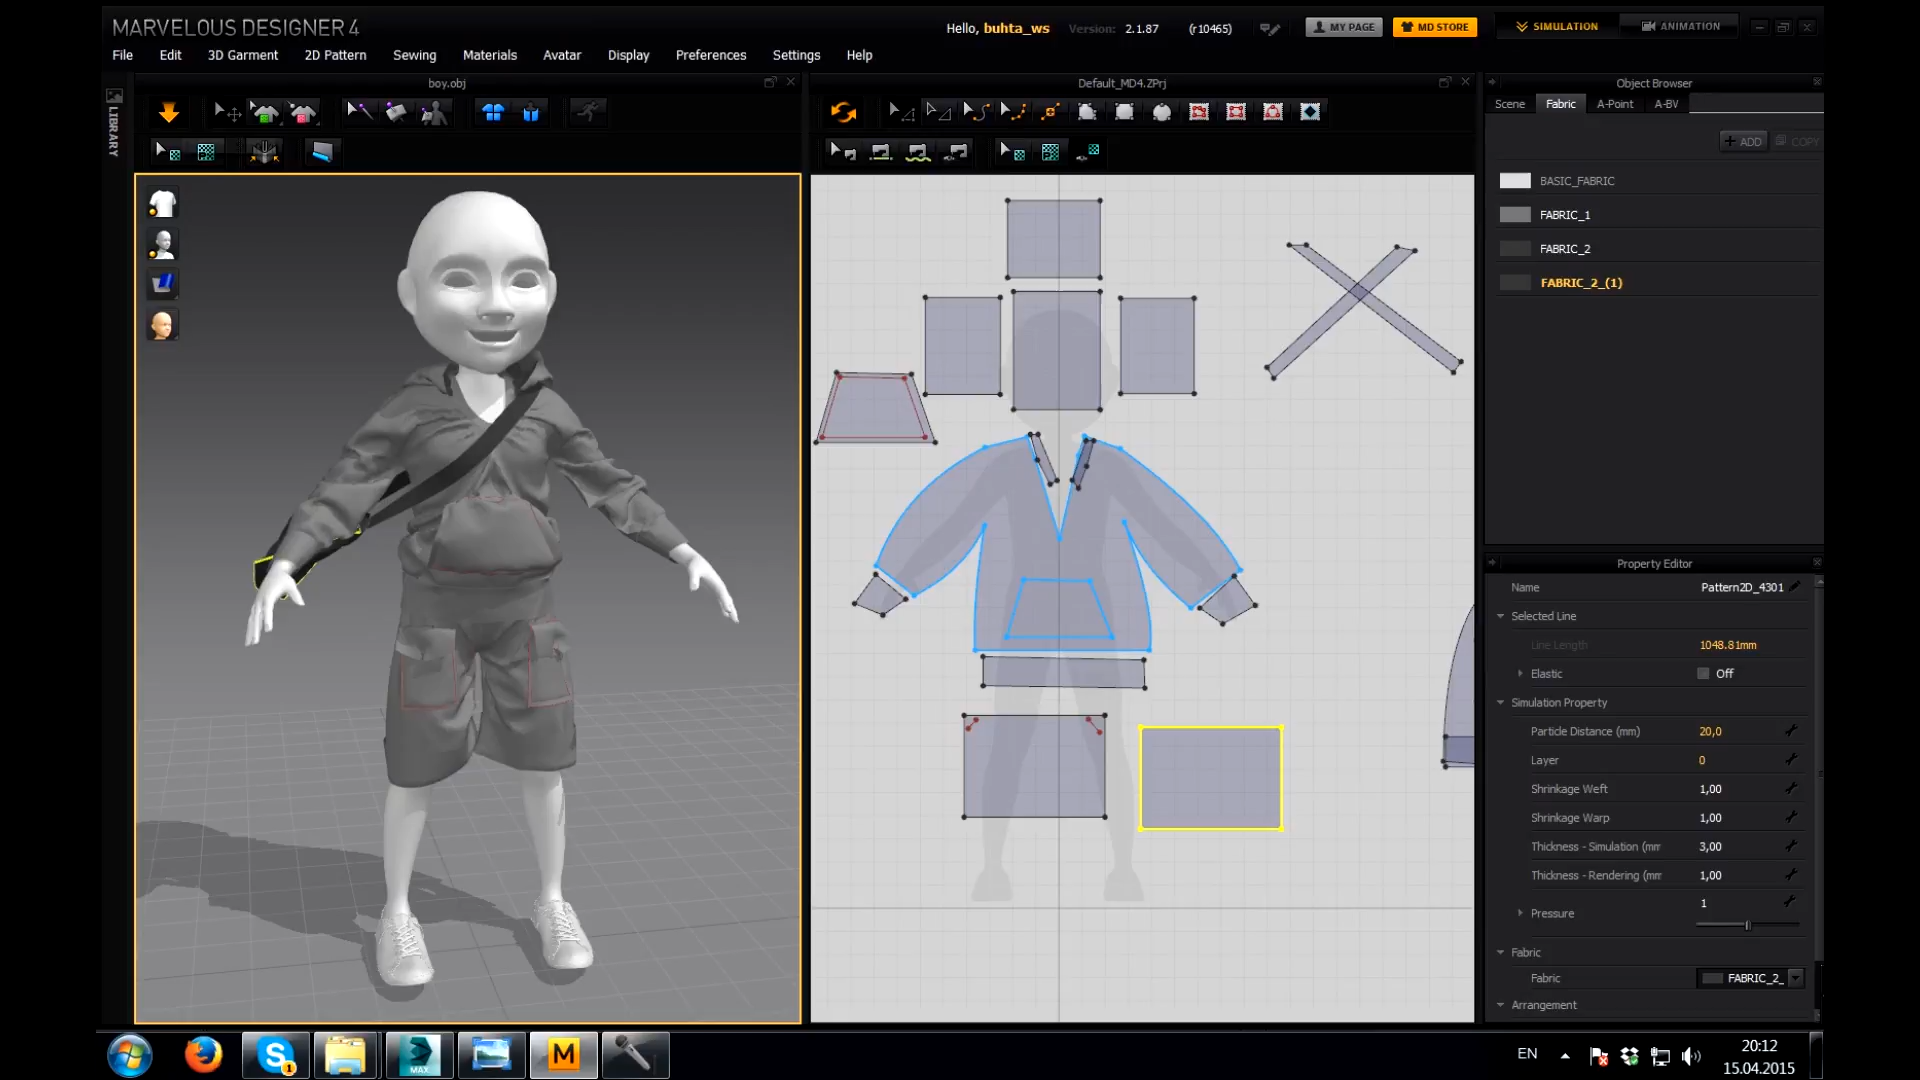 MARVELOUS DESIGNER 4
Hello, buhta_ws Version: 2.1.87 (r10465) MY PAGE MD STORE SIMULATION ANIMATION
File Edit 3D Garment 2D Pattern Sewing Materials Avatar Display Preferences Settings Help
boy.obj
Default_MD4.ZPrj
Object Browser
LIBRARY
Scene Fabric A-Point A-BV
+ ADD COPY
BASIC_FABRIC
FABRIC_1
FABRIC_2
FABRIC_2_(1)
Property Editor
Name Pattern2D_4301
Selected Line
Line Length 1048.81mm
Elastic Off
Simulation Property
Particle Distance (mm) 20,0
Layer 0
Shrinkage Weft 1,00
Shrinkage Warp 1,00
Thickness - Simulation (mm 3,00
Thickness - Rendering (mm 1,00
Pressure 1
Fabric
Fabric FABRIC_2_
Arrangement
S 1 MAX M
EN 20:12
15.04.2015